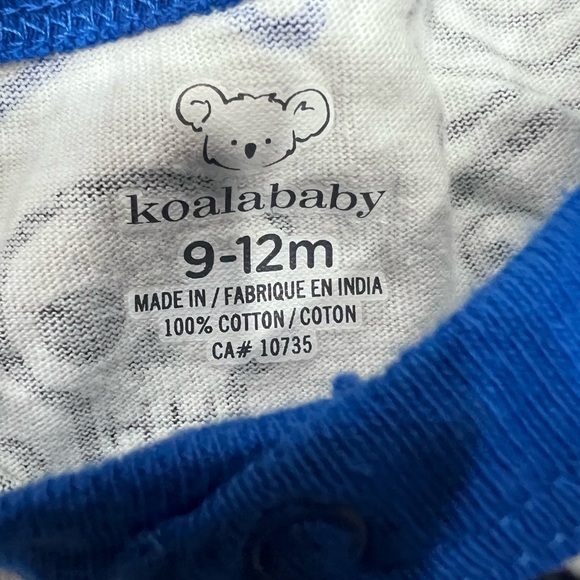 koalababy
9-12m
MADE IN / FABRIQUE EN INDIA
100% COTTON / COTON
CA# 10735